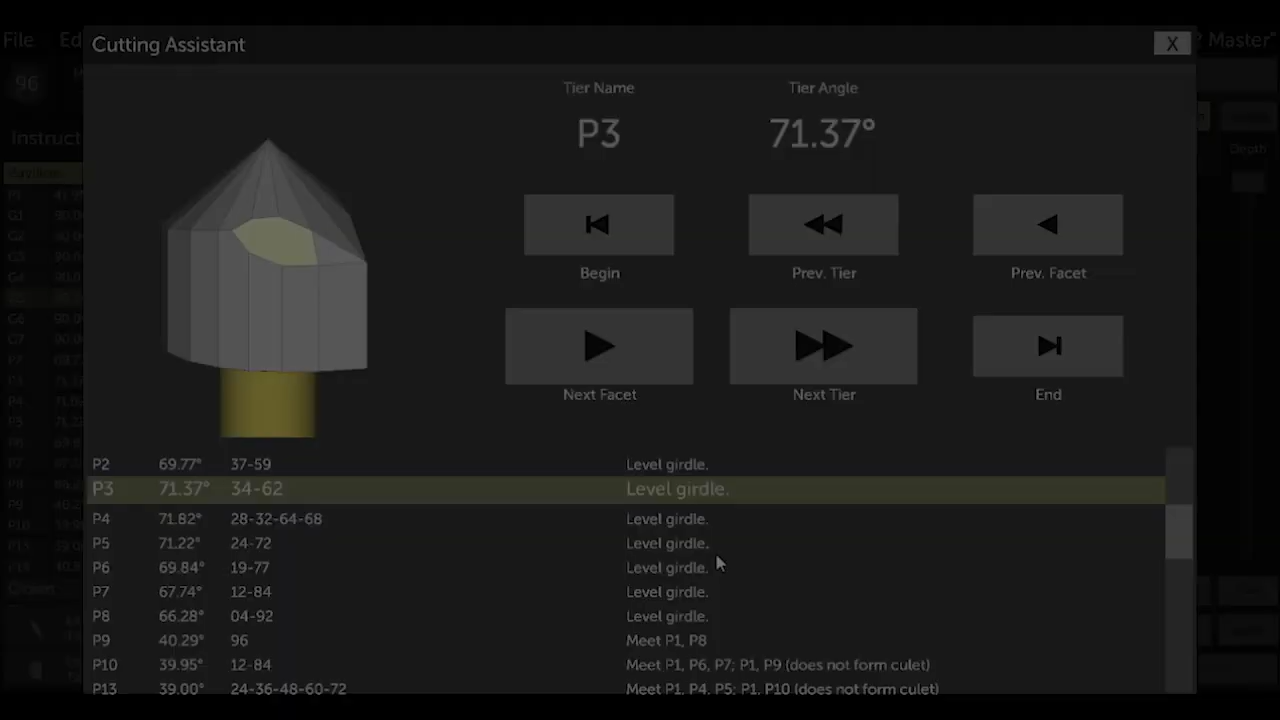 File Ed
Cutting Assistant
X
? Master"
96
Tier Name
Tier Angle
P3
71.37°
Instruct
Depth
Begin
Prev. Tier
Prev. Facet
Next Facet
Next Tier
End
P2 69.77° 37-59 Level girdle.
P3 71.37° 34-62 Level girdle.
P4 71.82° 28-32-64-68 Level girdle.
P5 71.22° 24-72 Level girdle.
P6 69.84° 19-77 Level girdle.
P7 67.74° 12-84 Level girdle.
P8 66.28° 04-92 Level girdle.
P9 40.29° 96 Meet P1, P8
P10 39.95° 12-84 Meet P1, P6, P7; P1, P9 (does not form culet)
P13 39.00° 24-36-48-60-72 Meet P1, P4, P5; P1, P10 (does not form culet)